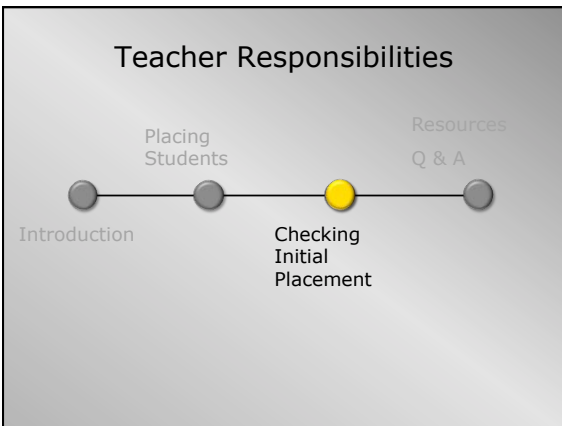 Teacher Responsibilities
Introduction
Placing
Students
Checking
Initial
Placement
Resources
Q & A